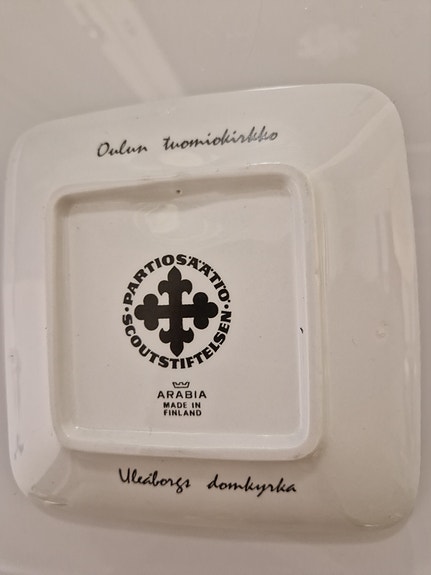 Oulun tuomiokirkko
• PARTIOSÄÄTIÖ •
SCOUTSTIFTELSEN
ARABIA
MADE IN
FINLAND
Uleåborgs domkyrka